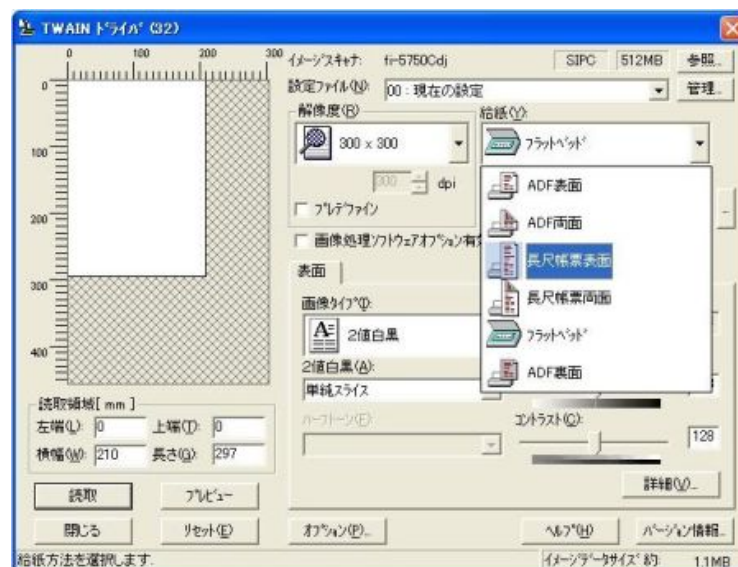 TWAIN ドライバ (32)
0 100 200 300
イメージスキャナ: fi-5750Cdj SIPC 512MB 参照...
設定ファイル(N): 00 : 現在の設定 管理...
解像度(R)
300 x 300
300 dpi
プレデファイン
給紙(Y):
フラットベッド
ADF表面
ADF両面
長尺帳票表面
長尺帳票両面
フラットベッド
ADF裏面
画像処理ソフトウェアオプション有
表面
画像タイプ(I):
2値白黒
2値白黒(A):
単純スライス
ハーフトーン(F):
コントラスト(C):
128
詳細(V)...
0
100
200
300
400
読取領域[ mm ]
左端(L): 0 上端(T): 0
横幅(W): 210 長さ(G): 297
読取 プレビュー
閉じる リセット(E) オプション(P)... ヘルプ(H) バージョン情報...
給紙方法を選択します. イメージデータサイズ 約 1.1MB